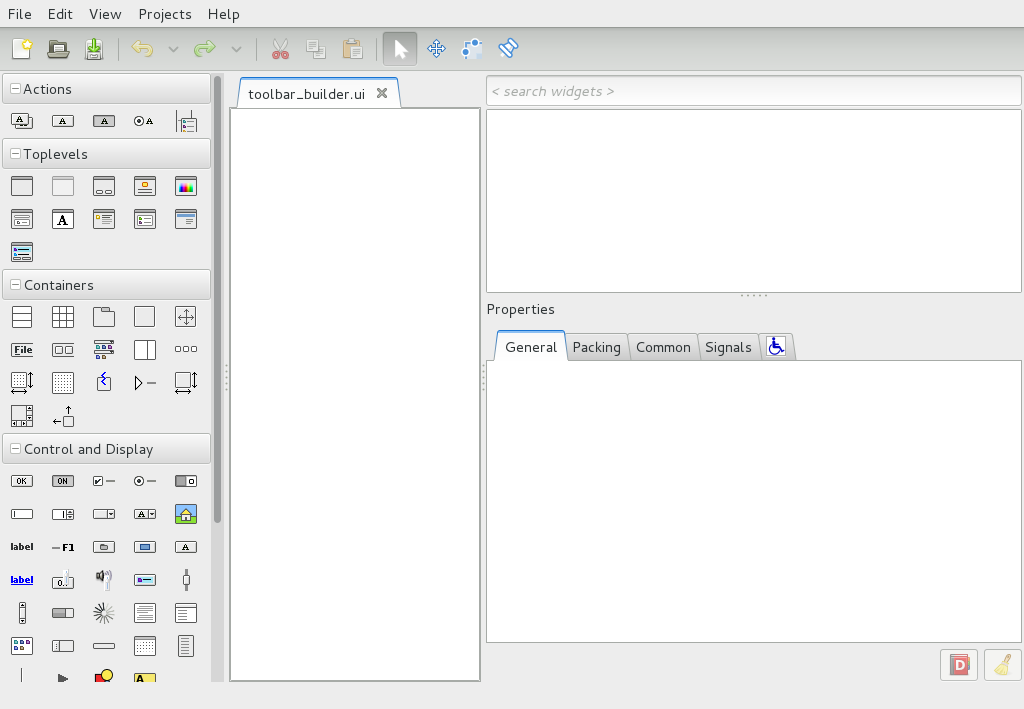 File Edit View Projects Help
Actions
A A A A
Toplevels
A
Containers
File
Control and Display
OK ON
A
label F1 A
label 0..
A
toolbar_builder.ui
< search widgets >
Properties
General Packing Common Signals
D